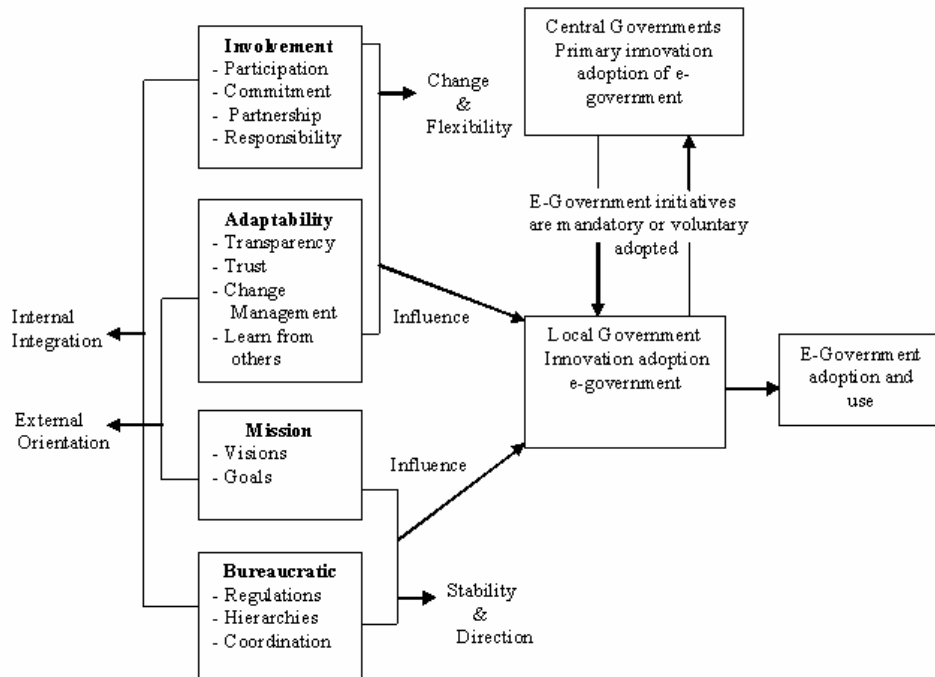 Involvement
- Participation
- Commitment
Partnership
- Responsibility
Change
&
Flexibility
Central Governments
Primary innovation
adoption of e-
government
E-Government initiatives
are mandatory or voluntary
adopted
Adaptability
- Transparency
- Trust
- Change
Management
- Learn from
others
Internal
Integration
External
Orientation
Influence
Local Government
Innovation adoption
e-government
E-Government
adoption and
use
Mission
- Visions
- Goals
Influence
Bureaucratic
- Regulations
- Hierarchies
- Coordination
Stability
&
Direction